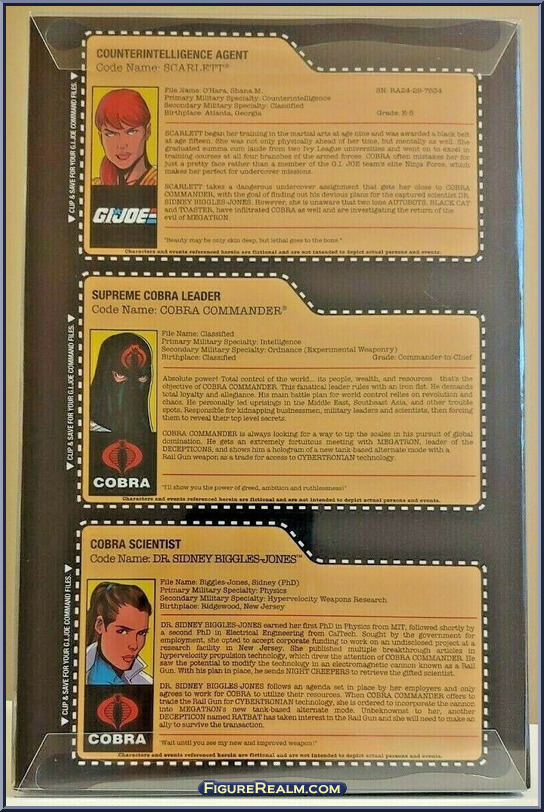 COUNTERINTELLIGENCE AGENT
Code Name: SCARLETT®
▼ CLIP & SAVE FOR YOUR G.I.JOE COMMAND FILES. ▼
File Name: O'Hara, Shana M. SN: RA24-29-7634
Primary Military Specialty: Counterintelligence
Secondary Military Specialty: Classified
Birthplace: Atlanta, Georgia Grade: E-5
SCARLETT began her training in the martial arts at age nine and was awarded a black belt
at age fifteen. She was not only physically ahead of her time, but mentally as well. She
graduated summa cum laude from two Ivy League universities and went on to excel in
training courses at all four branches of the armed forces. COBRA often mistakes her for
just a pretty face rather than a member of the G.I. JOE team's elite Ninja Force, which
makes her perfect for undercover missions.
SCARLETT takes a dangerous undercover assignment that gets her close to COBRA
COMMANDER, with the goal of finding out his devious plans for the captured scientist DR.
SIDNEY BIGGLES-JONES. However, she is unaware that two lone AUTOBOTS, BLACK CAT
and TOASTER, have infiltrated COBRA as well and are investigating the return of the
evil of MEGATRON.
GI JOE
"Beauty may be only skin deep, but lethal goes to the bone."
Characters and events referenced herein are fictional and are not intended to depict actual persons and events.
SUPREME COBRA LEADER
Code Name: COBRA COMMANDER®
▼ CLIP & SAVE FOR YOUR G.I.JOE COMMAND FILES. ▼
File Name: Classified
Primary Military Specialty: Intelligence
Secondary Military Specialty: Ordnance (Experimental Weaponry)
Birthplace: Classified Grade: Commander-in-Chief
Absolute power! Total control of the world... its people, wealth, and resources - that's the
objective of COBRA COMMANDER. This fanatical leader rules with an iron fist. He demands
total loyalty and allegiance. His main battle plan for world control relies on revolution and
chaos. He personally led uprisings in the Middle East, Southeast Asia, and other trouble
spots. Responsible for kidnapping businessmen, military leaders and scientists, then forcing
them to reveal their top level secrets.
COBRA COMMANDER is always looking for a way to tip the scales in his pursuit of global
domination. He gets an extremely fortuitous meeting with MEGATRON, leader of the
DECEPTICONS, and shows him a hologram of a new tank-based alternate mode with a
Rail Gun weapon as a trade for access to CYBERTRONIAN technology.
COBRA
"I'll show you the power of greed, ambition and ruthlessness!"
Characters and events referenced herein are fictional and are not intended to depict actual persons and events.
COBRA SCIENTIST
Code Name: DR. SIDNEY BIGGLES-JONES™
▼ CLIP & SAVE FOR YOUR G.I.JOE COMMAND FILES. ▼
File Name: Biggles-Jones, Sidney (PhD)
Primary Military Specialty: Physics
Secondary Military Specialty: Hypervelocity Weapons Research
Birthplace: Ridgewood, New Jersey
DR. SIDNEY BIGGLES-JONES earned her first PhD in Physics from MIT, followed shortly by
a second PhD in Electrical Engineering from CalTech. Sought by the government for
employment, she opted to accept corporate funding to work on an undisclosed project at a
research facility in New Jersey. She published multiple breakthrough articles in
hypervelocity propulsion technology, which drew the attention of COBRA COMMANDER. He
saw the potential to modify the technology in an electromagnetic cannon known as a Rail
Gun. With this plan in place, he sends NIGHT CREEPERS to retrieve the gifted scientist.
DR. SIDNEY BIGGLES-JONES follows an agenda set in place by her employers and only
agrees to work for COBRA to utilize their resources. When COBRA COMMANDER offers to
trade the Rail Gun for CYBERTRONIAN technology, she is ordered to incorporate the cannon
into MEGATRON's new tank-based alternate mode. Unbeknownst to her, another
DECEPTICON named RATBAT has taken interest in the Rail Gun and she will need to make an
ally to survive the transaction.
COBRA
"Wait until you see my new and improved weapon!"
Characters and events referenced herein are fictional and are not intended to depict actual persons and events.
FIGUREREALM.COM